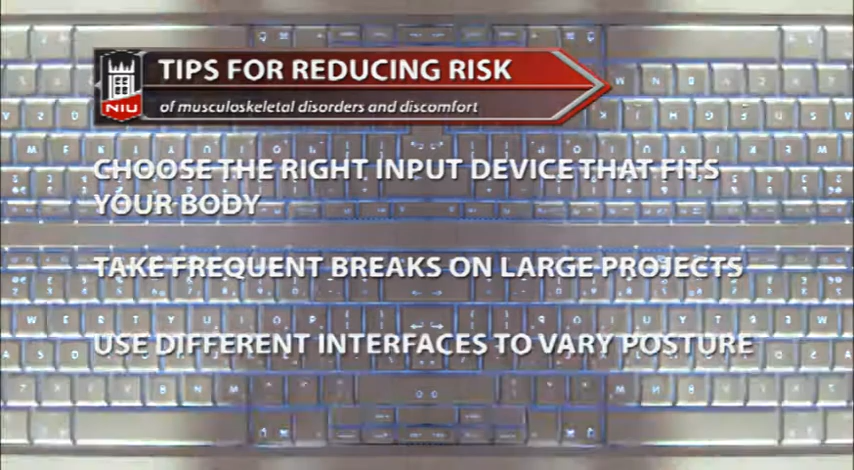 TIPS FOR REDUCING RISK
NIU
of musculoskeletal disorders and discomfort
CHOOSE THE RIGHT INPUT DEVICE THAT FITS
YOUR BODY
TAKE FREQUENT BREAKS ON LARGE PROJECTS
USE DIFFERENT INTERFACES TO VARY POSTURE